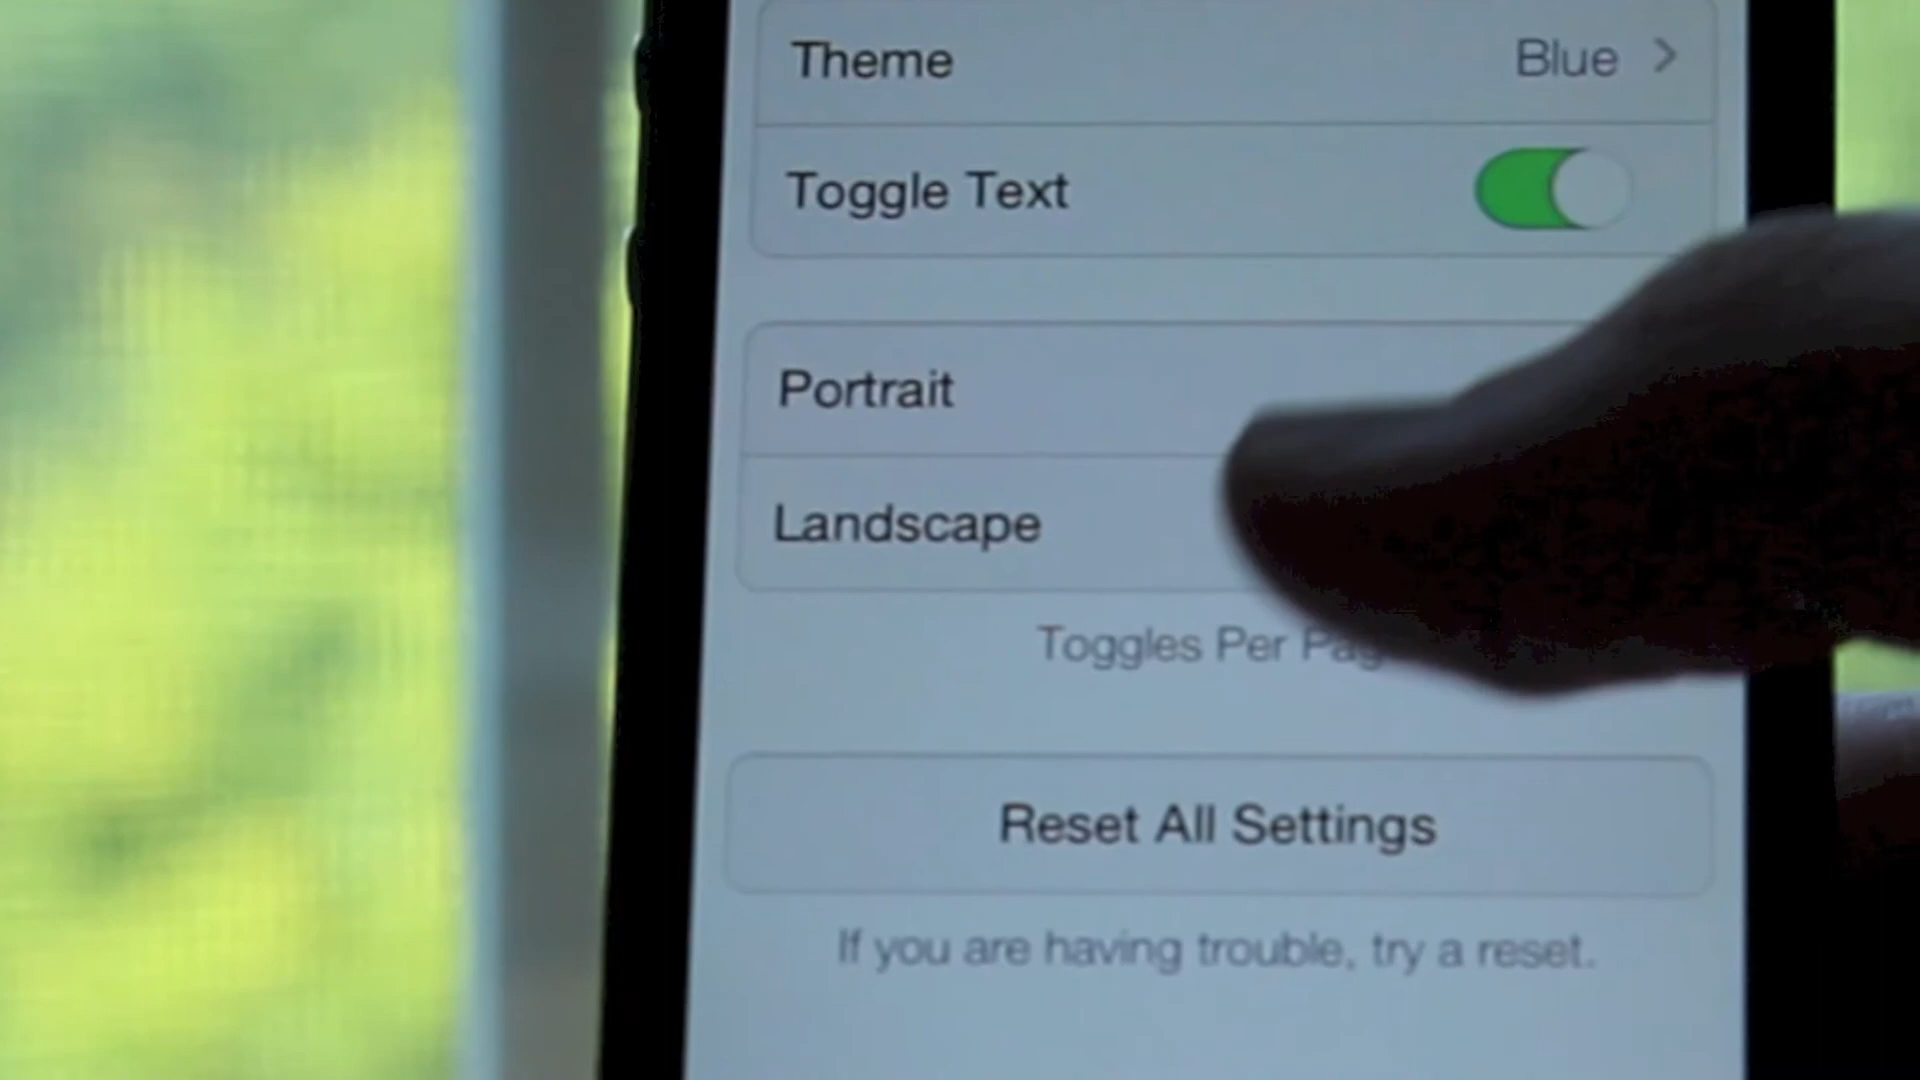 Theme Blue
Toggle Text
Portrait
Landscape
Toggles Per
Reset All Settings
If you are having trouble, try a reset.